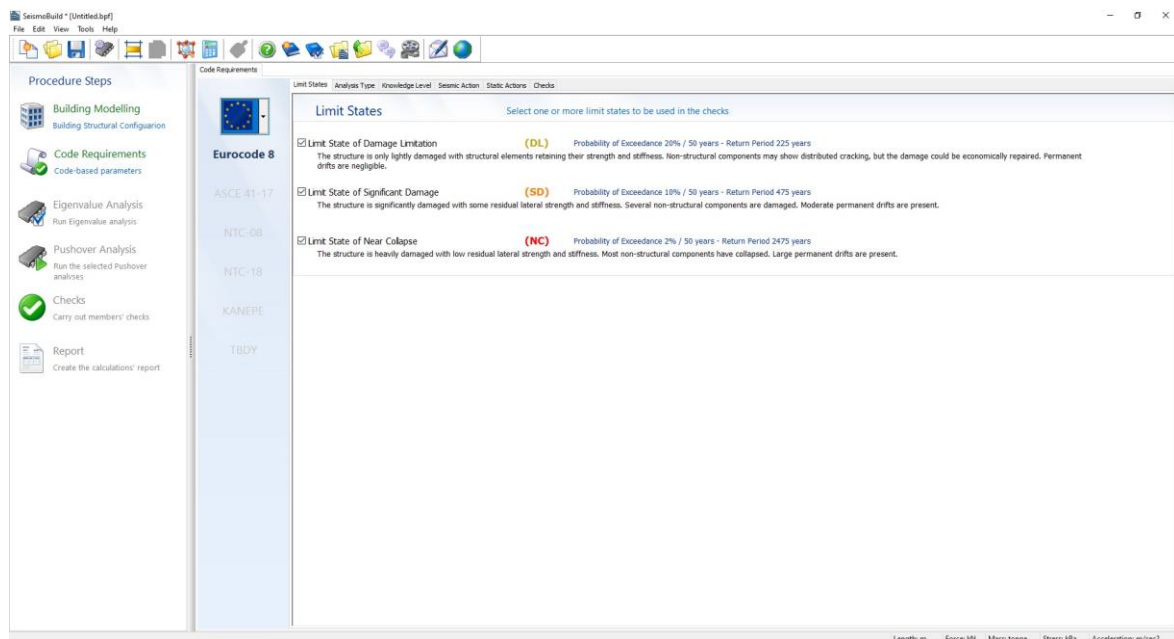 SeismoBuild * [Untitled.bpf]
File Edit View Tools Help
Procedure Steps
Building Modelling
Building Structural Configuarion
Code Requirements
Code-based parameters
Eigenvalue Analysis
Run Eigenvalue analysis
Pushover Analysis
Run the selected Pushover
analyses
Checks
Carry out members' checks
Report
Create the calculations' report
Code Requirements
Eurocode 8
ASCE 41-17
NTC-08
NTC-18
KANEPE
TBDY
Limit States Analysis Type Knowledge Level Seismic Action Static Actions Checks
Limit States Select one or more limit states to be used in the checks
Limit State of Damage Limitation (DL) Probability of Exceedance 20% / 50 years - Return Period 225 years
The structure is only lightly damaged with structural elements retaining their strength and stiffness. Non-structural components may show distributed cracking, but the damage could be economically repaired. Permanent
drifts are negligible.
Limit State of Significant Damage (SD) Probability of Exceedance 10% / 50 years - Return Period 475 years
The structure is significantly damaged with some residual lateral strength and stiffness. Several non-structural components are damaged. Moderate permanent drifts are present.
Limit State of Near Collapse (NC) Probability of Exceedance 2% / 50 years - Return Period 2475 years
The structure is heavily damaged with low residual lateral strength and stiffness. Most non-structural components have collapsed. Large permanent drifts are present.
Length: m Force: kN Mass: tonne Stress: kPa Acceleration: m/sec2